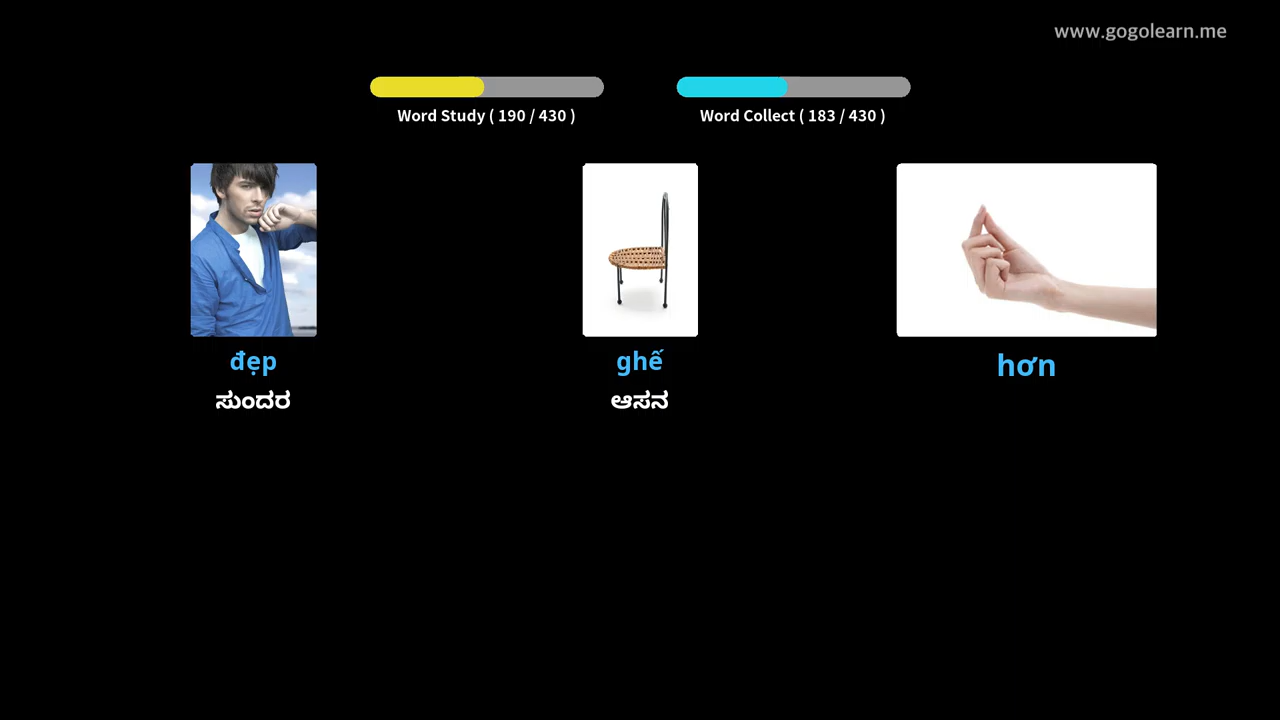 www.gogolearn.me
Word Study ( 190 / 430 )
Word Collect ( 183 / 430 )
đẹp
ghế
hơn
ಸುಂದರ
ಆಸನ